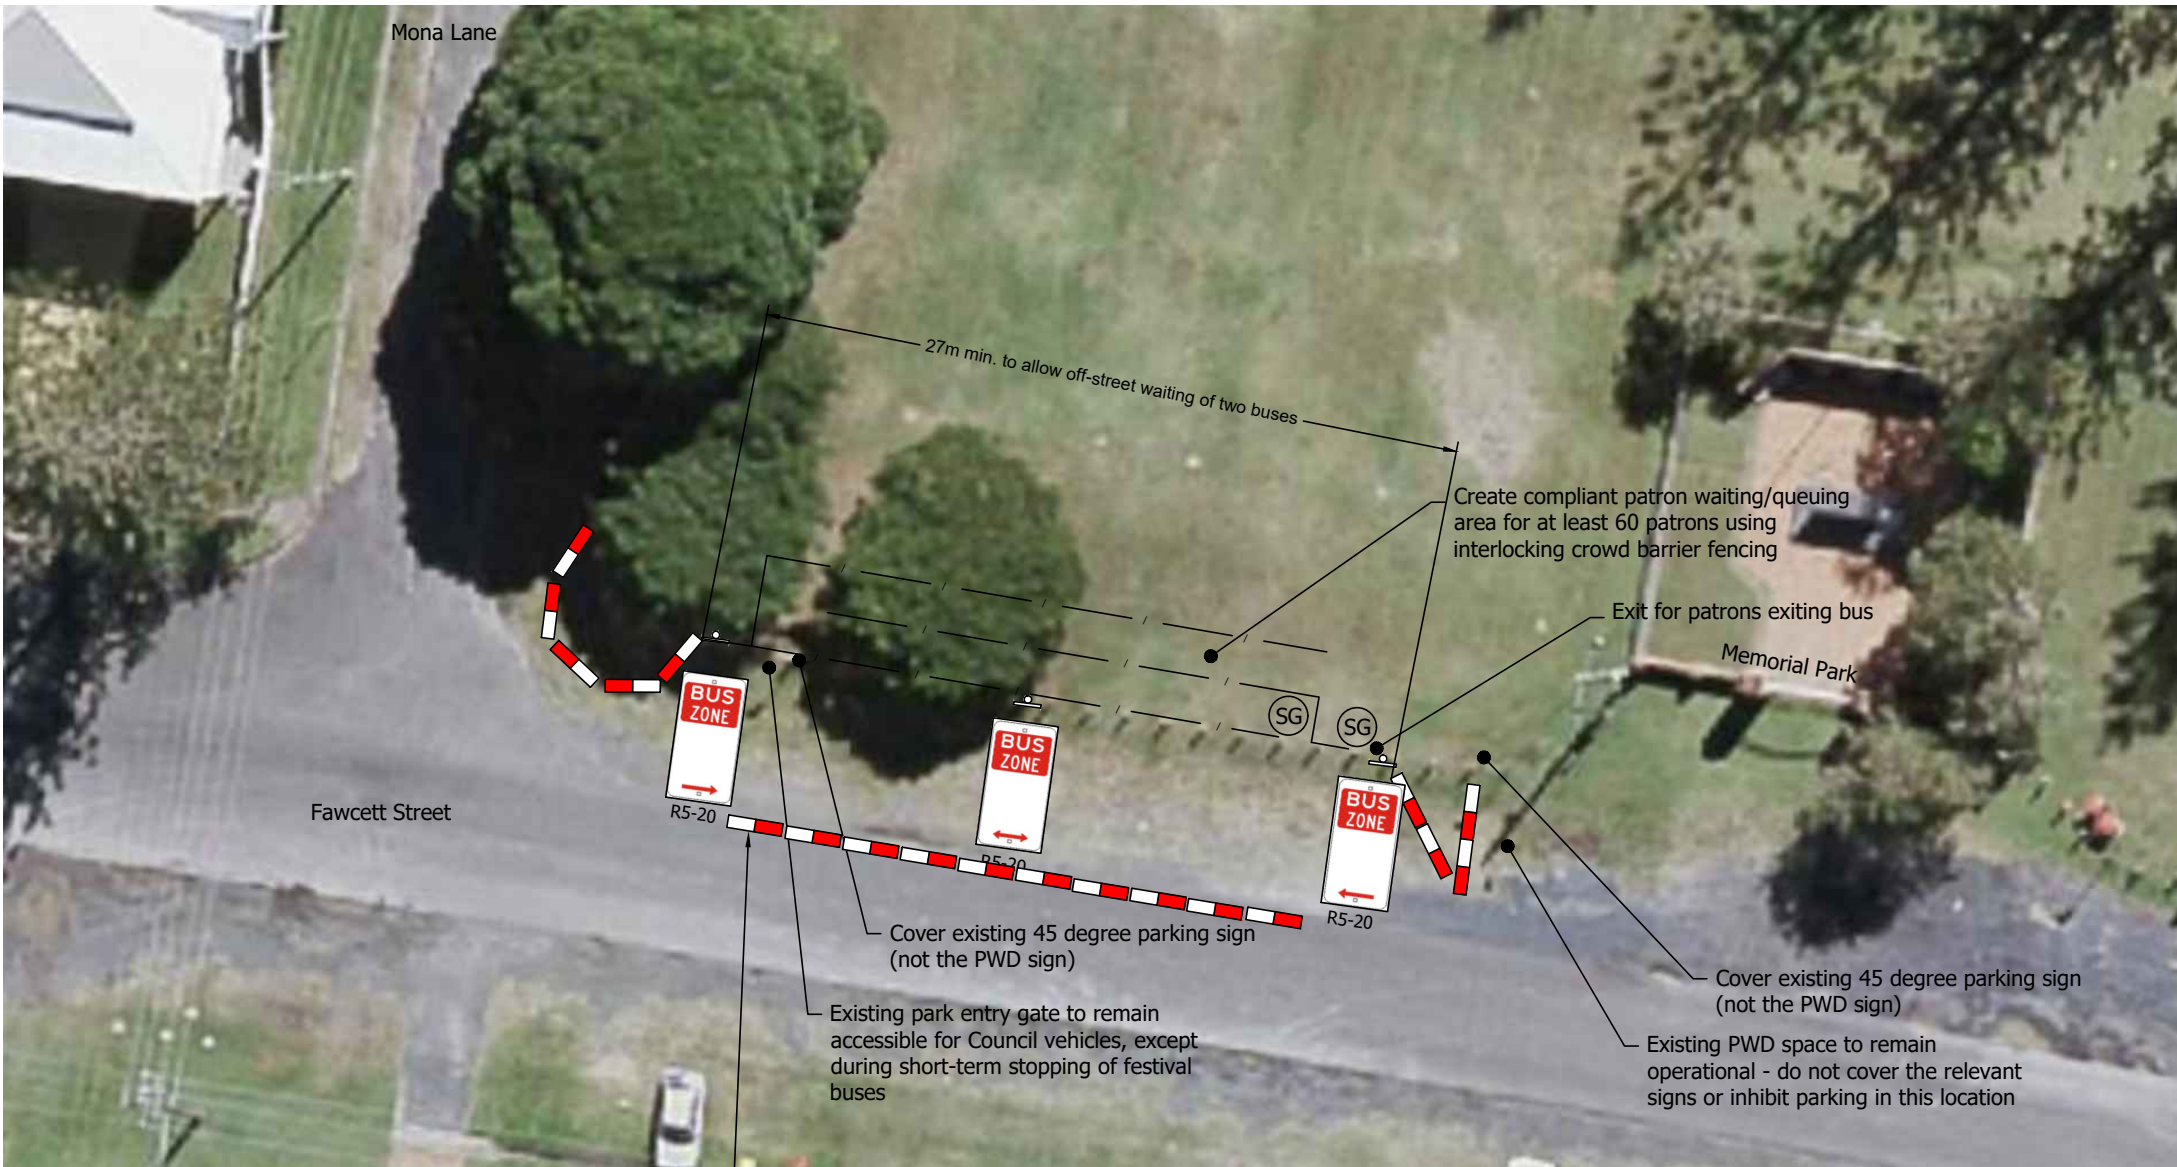 Mona Lane
27m min. to allow off-street waiting of two buses
Create compliant patron waiting/queuing
area for at least 60 patrons using
interlocking crowd barrier fencing
Exit for patrons exiting bus
Memorial Park
SG
SG
BUS
ZONE
R5-20
BUS
ZONE
R5-20
BUS
ZONE
R5-20
Fawcett Street
Cover existing 45 degree parking sign
(not the PWD sign)
Existing park entry gate to remain
accessible for Council vehicles, except
during short-term stopping of festival
buses
Cover existing 45 degree parking sign
(not the PWD sign)
Existing PWD space to remain
operational - do not cover the relevant
signs or inhibit parking in this location